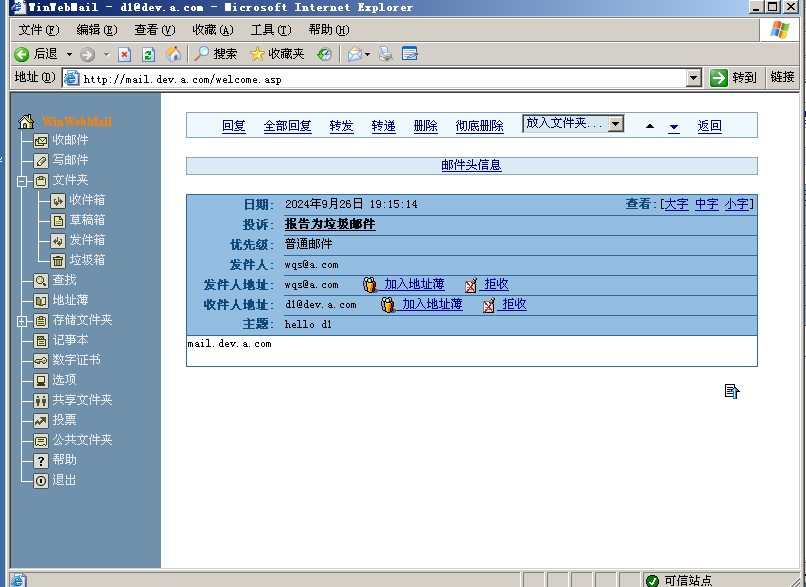 WinWebMail - d1@dev.a.com - Microsoft Internet Explorer
文件(F) 编辑(E) 查看(V) 收藏(A) 工具(T) 帮助(H)
后退 搜索 收藏夹
地址(D) http://mail.dev.a.com/welcome.asp 转到 链接
WinWebMail
收邮件
写邮件
文件夹
收件箱
草稿箱
发件箱
垃圾箱
查找
地址薄
存储文件夹
记事本
数字证书
选项
共享文件夹
投票
公共文件夹
帮助
退出
回复 全部回复 转发 转递 删除 彻底删除 放入文件夹... 返回
邮件头信息
日期: 2024年9月26日 19:15:14 查看:[大字 中字 小字]
投诉: 报告为垃圾邮件
优先级: 普通邮件
发件人: wqs@a.com
发件人地址: wqs@a.com 加入地址薄 拒收
收件人地址: d1@dev.a.com 加入地址薄 拒收
主题: hello d1
mail.dev.a.com
可信站点